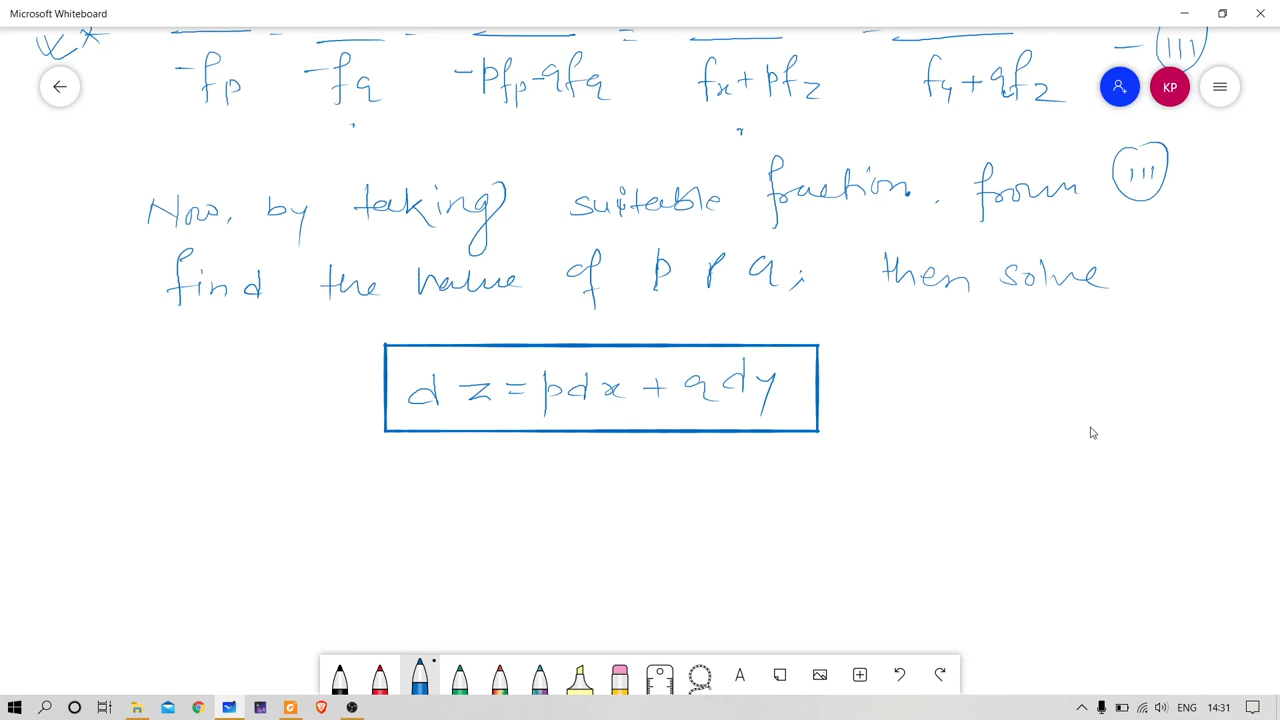 Microsoft Whiteboard
-fp -fq -pfp-qfq = fx+pfz fy+qfz - (III)
KP
Now, by taking suitable fraction. from (III)
find the value of p & q, then solve
dz = pdx + qdy
A
ENG 14:31